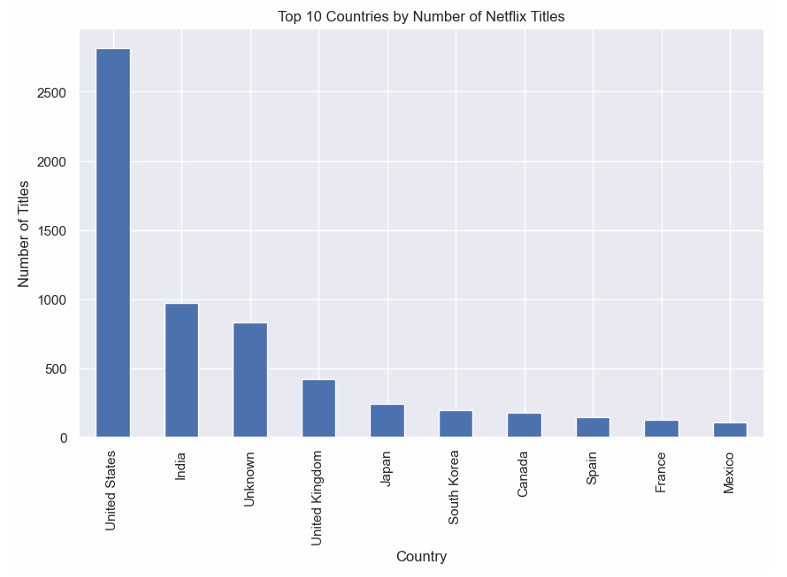 Top 10 Countries by Number of Netflix Titles
Number of Titles
2500
2000
1500
1000
500
0
United States
India
Unknown
United Kingdom
Japan
South Korea
Canada
Spain
France
Mexico
Country